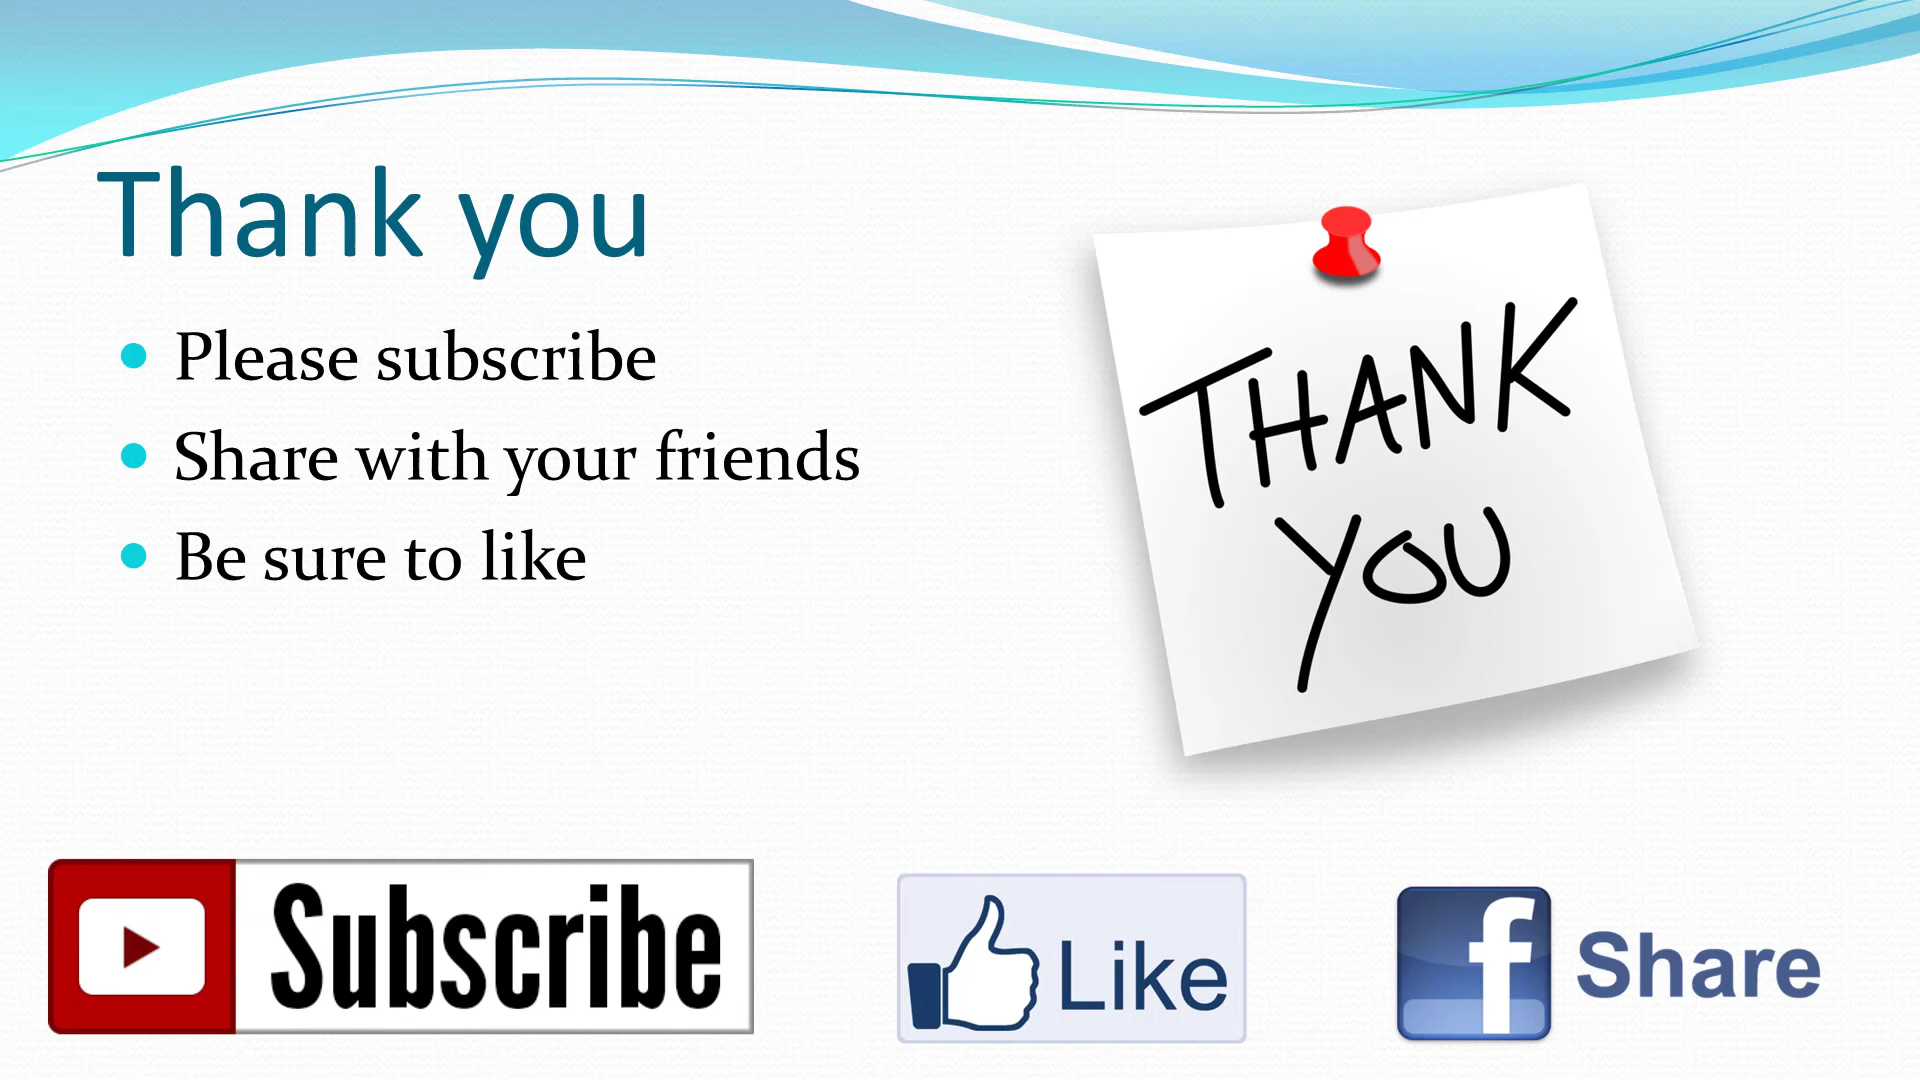 Thank you
Please subscribe
Share with your friends
Be sure to like
THANK
YOU
Subscribe
Like
f Share